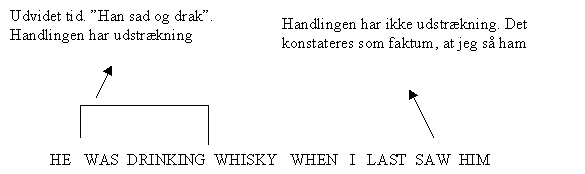 Udvidet tid. ”Han sad og drak”.
Handlingen har udstrækning
Handlingen har ikke udstrækning. Det
konstateres som faktum, at jeg så ham
HE WAS DRINKING WHISKY WHEN I LAST SAW HIM